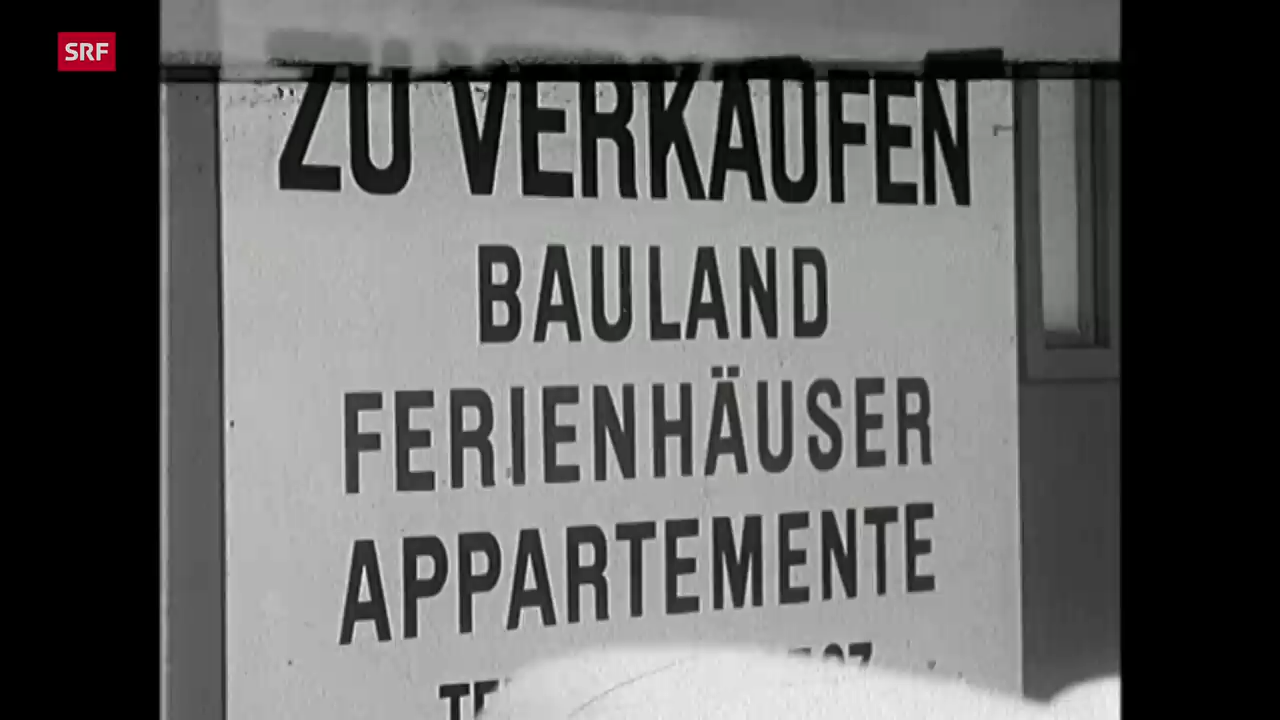 SRF
ZU VERKAUFEN
BAULAND
FERIENHÄUSER
APPARTEMENTE